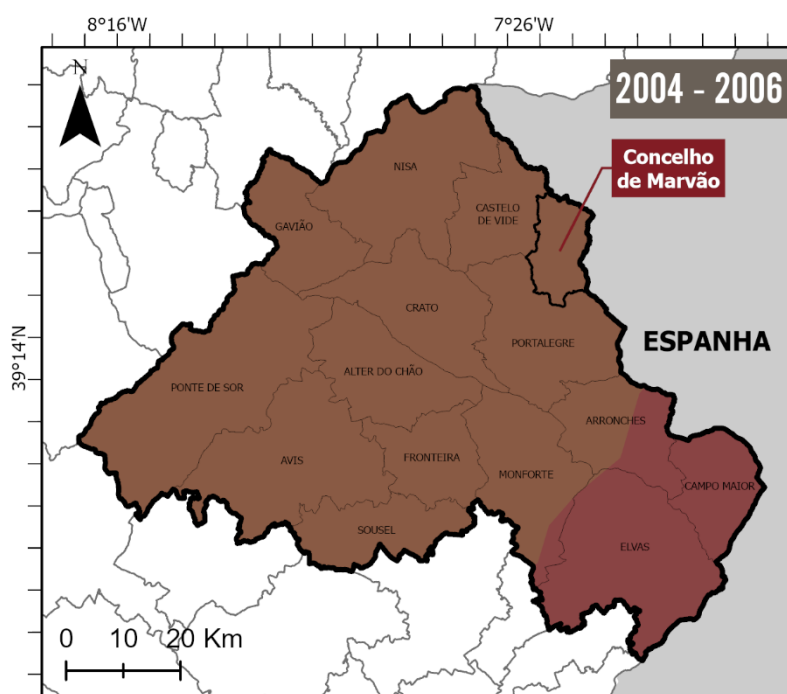 8°16'W
7°26'W
N
2004 - 2006
Concelho
de Marvão
NISA
CASTELO
DE VIDE
GAVIÃO
CRATO
39°14'N
ESPANHA
PORTALEGRE
ALTER DO CHÃO
PONTE DE SOR
ARRONCHES
FRONTEIRA
AVIS
MONFORTE
CAMPO MAIOR
SOUSEL
ELVAS
0 10 20 Km